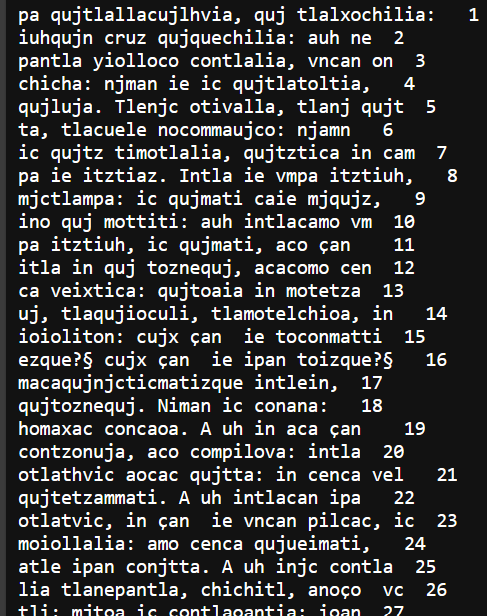 pa qujtlallacujlhvia, quj tlalxochilia: 1
iuhqujn cruz qujquechilia: auh ne 2
pantla yiolloco contlalia, vncan on 3
chicha: njman ie ic qujtlatoltia, 4
qujluja. Tlenjc otivalla, tlanj qujt 5
ta, tlacuele nocommaujco: njamn 6
ic qujtz timotlalia, qujtztica in cam 7
pa ie itztiaz. Intla ie vmpa itztiuh, 8
mjctlampa: ic qujmati caie mjqujz, 9
ino quj mottiti: auh intlacamo vm 10
pa itztiuh, ic qujmati, aco çan 11
itla in quj toznequj, acacomo cen 12
ca veixtica: qujtoaia in motetza 13
uj, tlaqujioculi, tlamotelchioa, in 14
ioioliton: cujx çan ie toconmatti 15
ezque?§ cujx çan ie ipan toizque?§ 16
macaqujnjcticmatizque intlein, 17
qujtoznequj. Niman ic conana: 18
homaxac concaoa. A uh in aca çan 19
contzonuja, aco compilova: intla 20
otlathvic aocac qujtta: in cenca vel 21
qujtetzammati. A uh intlacan ipa 22
otlatvic, in çan ie vncan pilcac, ic 23
moiollalia: amo cenca qujueimati, 24
atle ipan conjtta. A uh injc contla 25
lia tlanepantla, chichitl, anoço vc 26
tli: mitoa ic contlaoantia: ioan 27